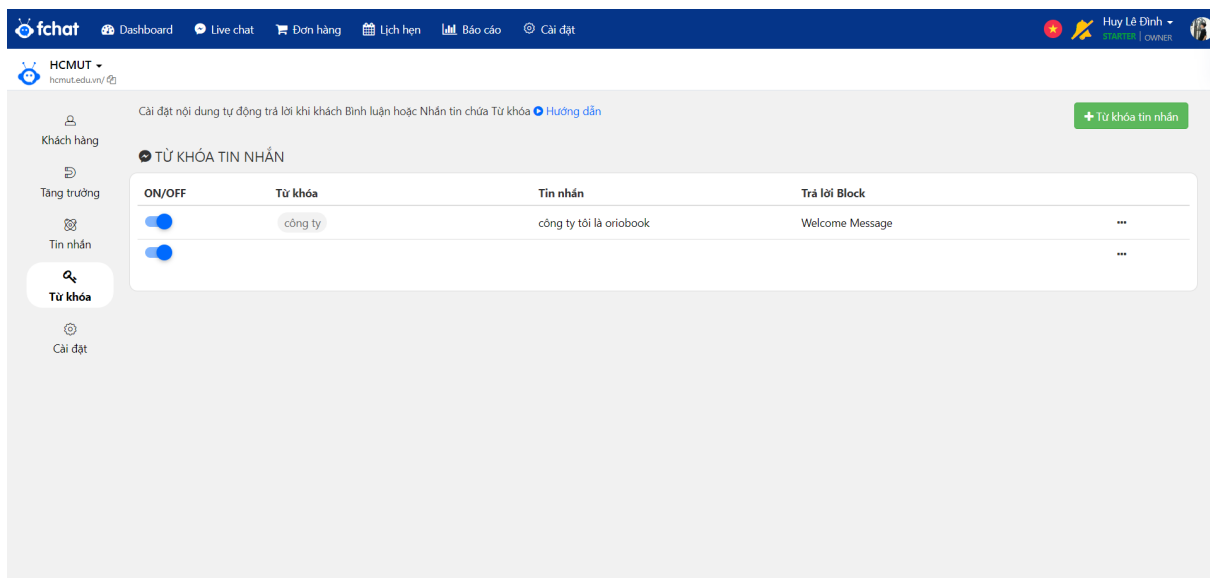 fchat Dashboard Live chat Đơn hàng Lịch hẹn Báo cáo Cài đặt Huy Lê Đình
STARTER | OWNER
HCMUT
hcmut.edu.vn/
Cài đặt nội dung tự động trả lời khi khách Bình luận hoặc Nhắn tin chứa Từ khóa Hướng dẫn
+ Từ khóa tin nhắn
Khách hàng
Tăng trưởng
Tin nhắn
Từ khóa
Cài đặt
TỪ KHÓA TIN NHẮN
ON/OFF Từ khóa Tin nhắn Trả lời Block
công ty công ty tôi là oriobook Welcome Message ...
...